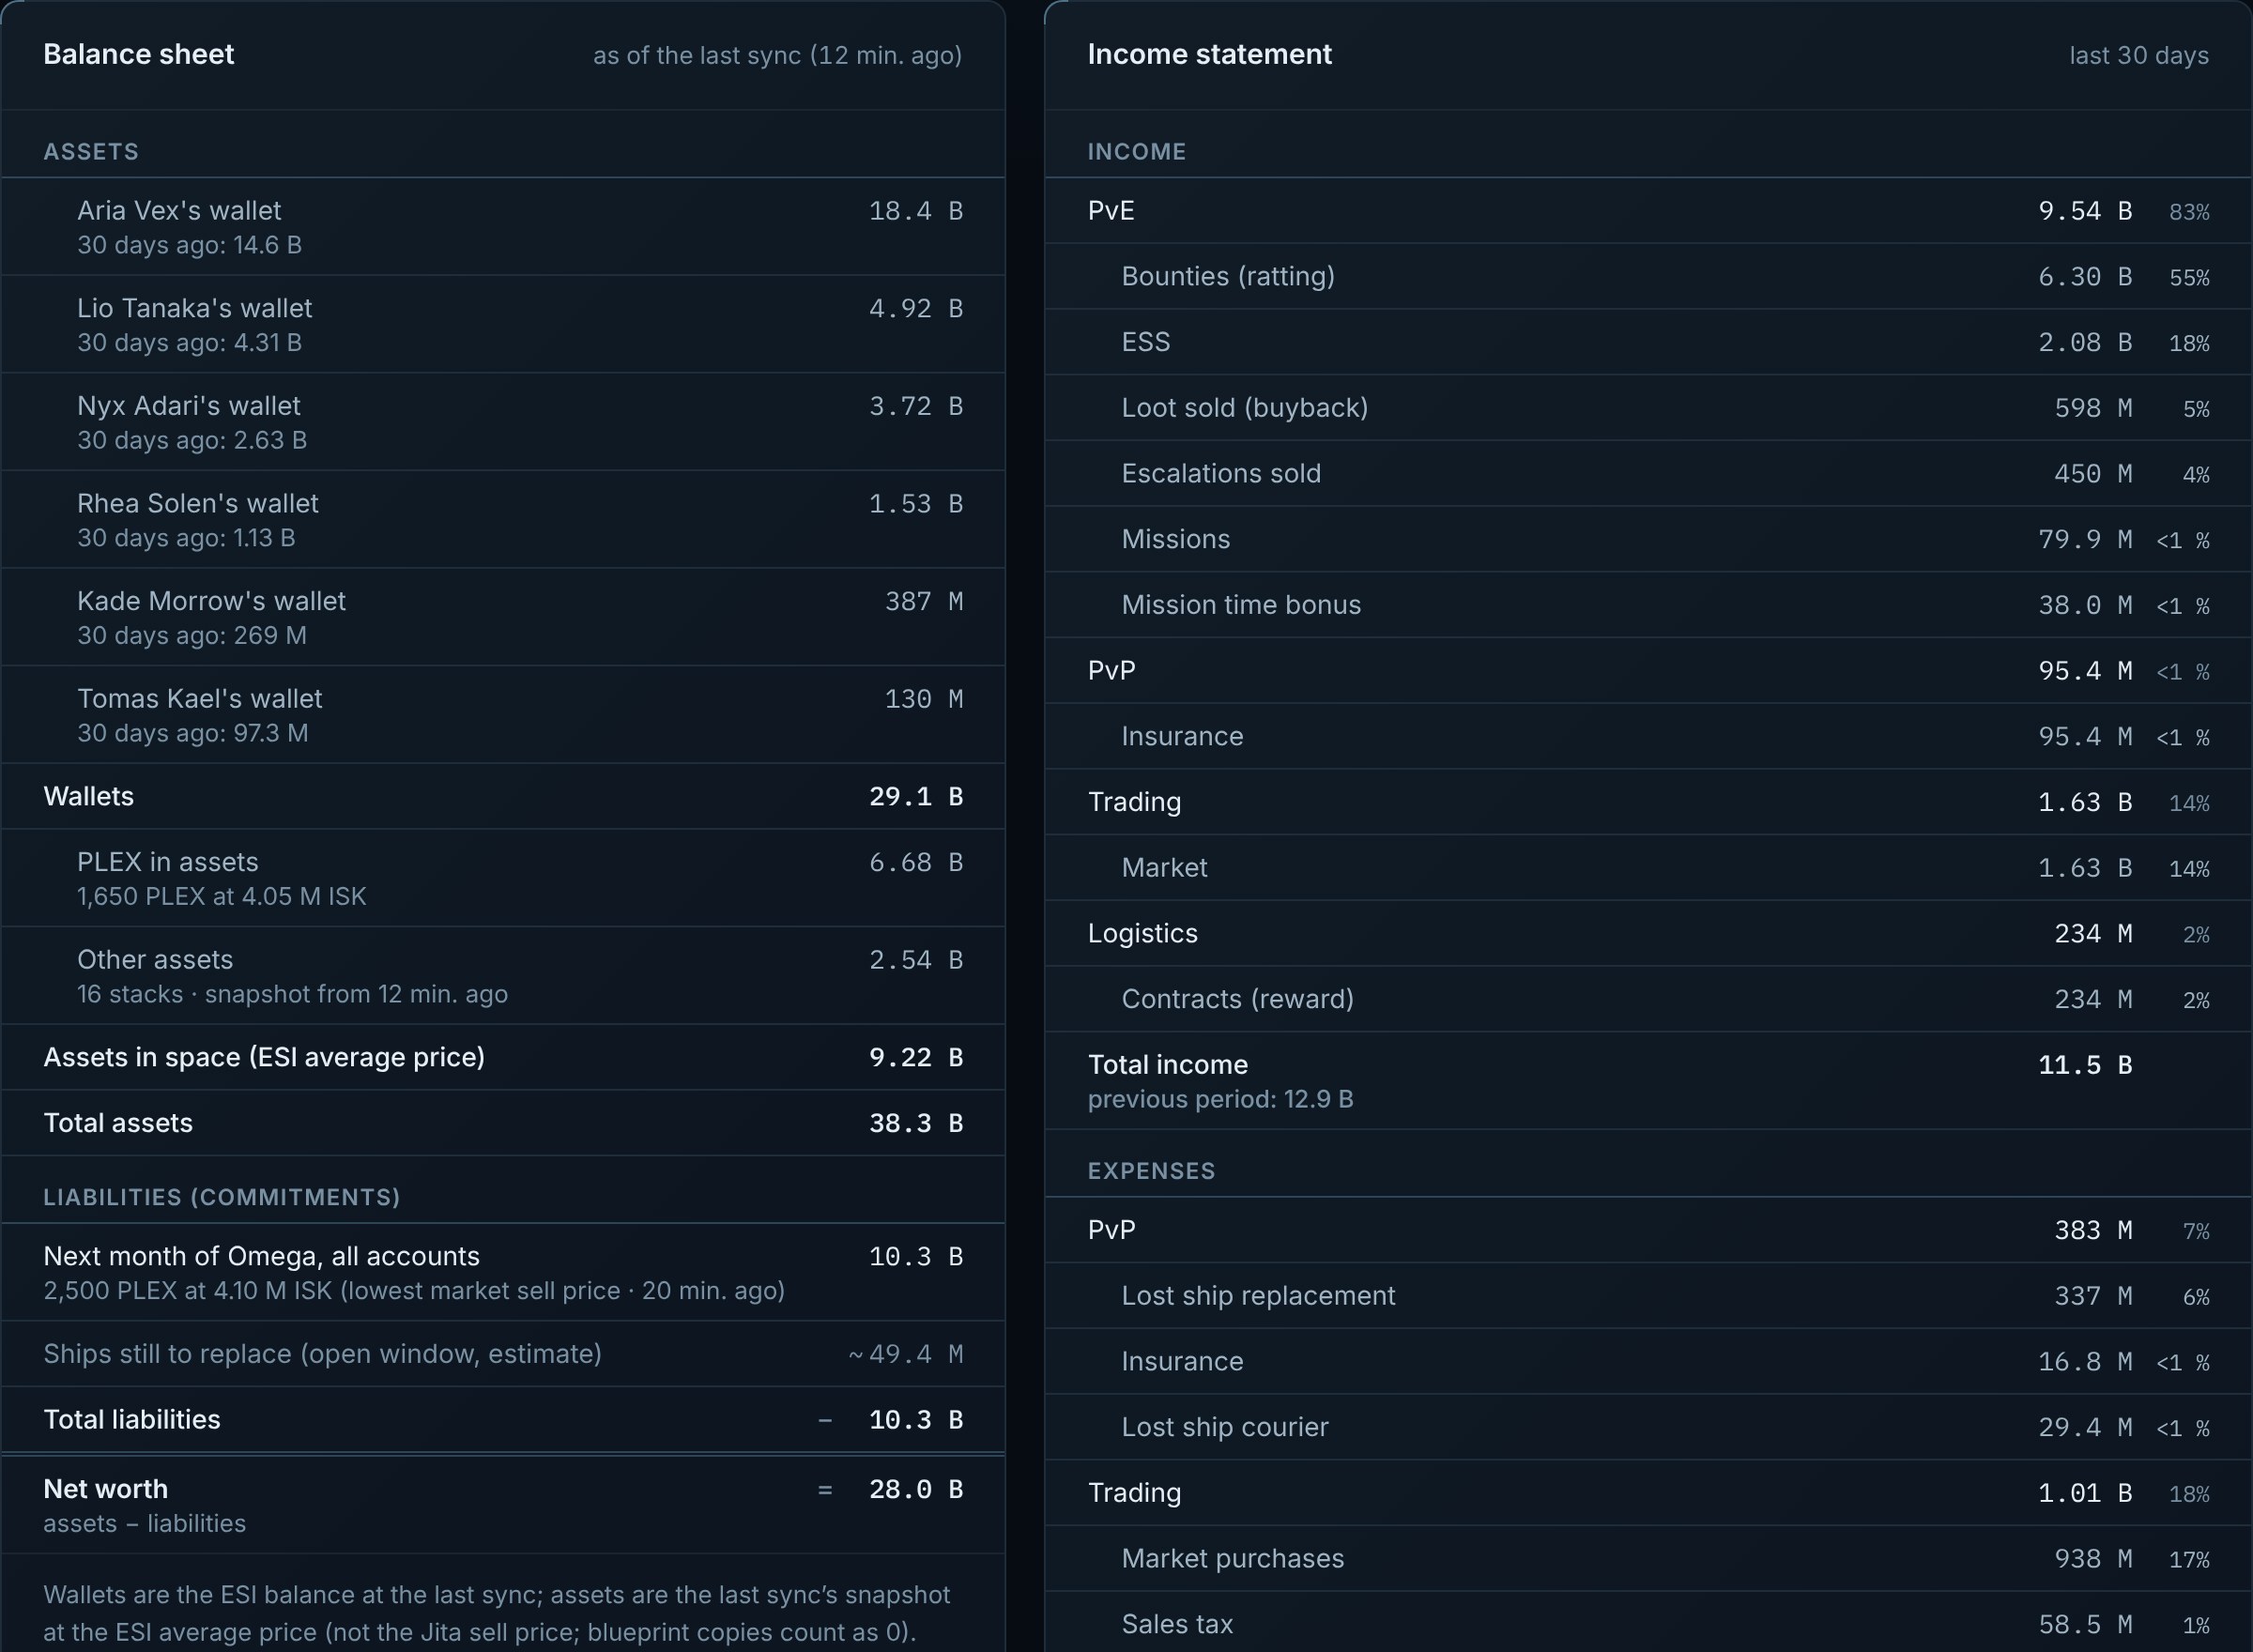 Balance sheet as of the last sync (12 min. ago)
ASSETS
Aria Vex's wallet 18.4 B
30 days ago: 14.6 B
Lio Tanaka's wallet 4.92 B
30 days ago: 4.31 B
Nyx Adari's wallet 3.72 B
30 days ago: 2.63 B
Rhea Solen's wallet 1.53 B
30 days ago: 1.13 B
Kade Morrow's wallet 387 M
30 days ago: 269 M
Tomas Kael's wallet 130 M
30 days ago: 97.3 M
Wallets 29.1 B
PLEX in assets 6.68 B
1,650 PLEX at 4.05 M ISK
Other assets 2.54 B
16 stacks · snapshot from 12 min. ago
Assets in space (ESI average price) 9.22 B
Total assets 38.3 B
LIABILITIES (COMMITMENTS)
Next month of Omega, all accounts 10.3 B
2,500 PLEX at 4.10 M ISK (lowest market sell price · 20 min. ago)
Ships still to replace (open window, estimate) ~49.4 M
Total liabilities − 10.3 B
Net worth = 28.0 B
assets − liabilities
Wallets are the ESI balance at the last sync; assets are the last sync’s snapshot
at the ESI average price (not the Jita sell price; blueprint copies count as 0).
Income statement last 30 days
INCOME
PvE 9.54 B 83%
Bounties (ratting) 6.30 B 55%
ESS 2.08 B 18%
Loot sold (buyback) 598 M 5%
Escalations sold 450 M 4%
Missions 79.9 M <1 %
Mission time bonus 38.0 M <1 %
PvP 95.4 M <1 %
Insurance 95.4 M <1 %
Trading 1.63 B 14%
Market 1.63 B 14%
Logistics 234 M 2%
Contracts (reward) 234 M 2%
Total income 11.5 B
previous period: 12.9 B
EXPENSES
PvP 383 M 7%
Lost ship replacement 337 M 6%
Insurance 16.8 M <1 %
Lost ship courier 29.4 M <1 %
Trading 1.01 B 18%
Market purchases 938 M 17%
Sales tax 58.5 M 1%